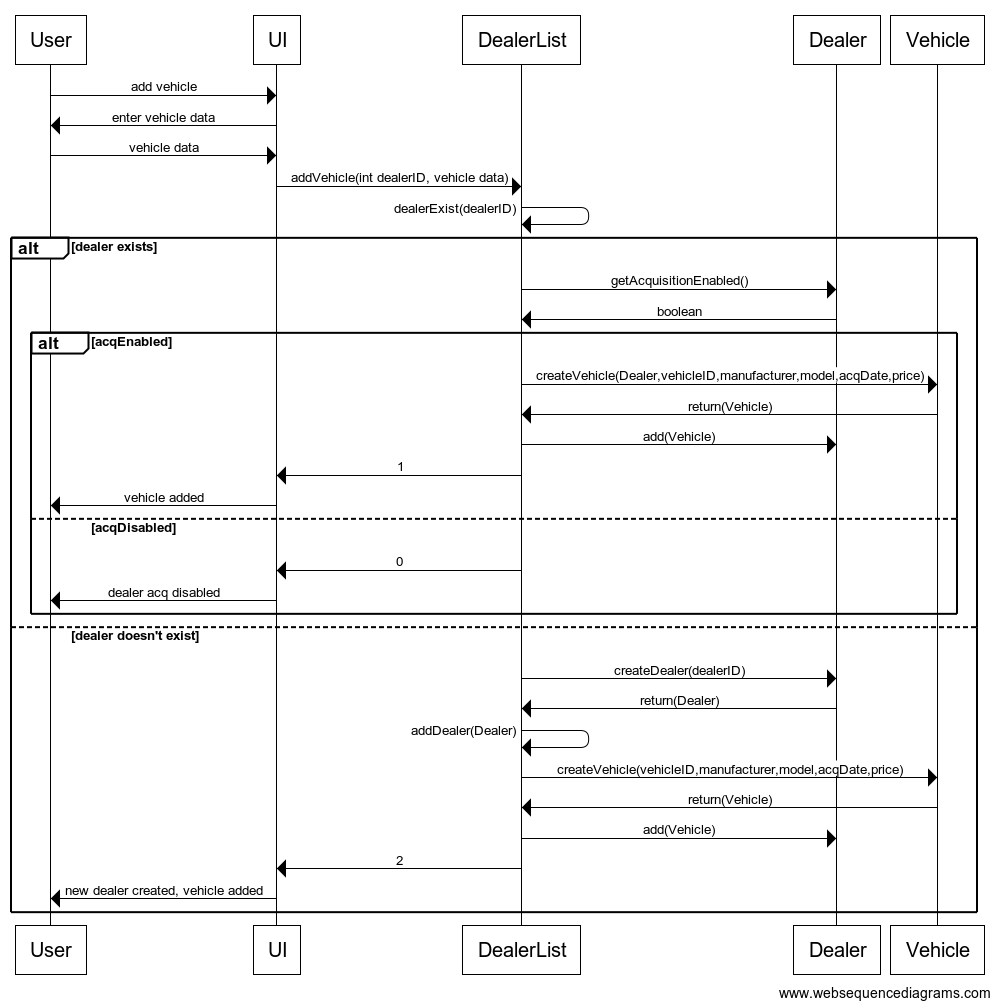 User
UI
DealerList
Dealer
Vehicle
add vehicle
enter vehicle data
vehicle data
addVehicle(int dealerID, vehicle data)
dealerExist(dealerID)
alt
[dealer exists]
getAcquisitionEnabled()
boolean
alt
[acqEnabled]
createVehicle(Dealer,vehicleID,manufacturer,model,acqDate,price)
return(Vehicle)
add(Vehicle)
1
vehicle added
[acqDisabled]
0
dealer acq disabled
[dealer doesn't exist]
createDealer(dealerID)
return(Dealer)
addDealer(Dealer)
createVehicle(vehicleID,manufacturer,model,acqDate,price)
return(Vehicle)
add(Vehicle)
2
new dealer created, vehicle added
User
UI
DealerList
Dealer
Vehicle
www.websequencediagrams.com